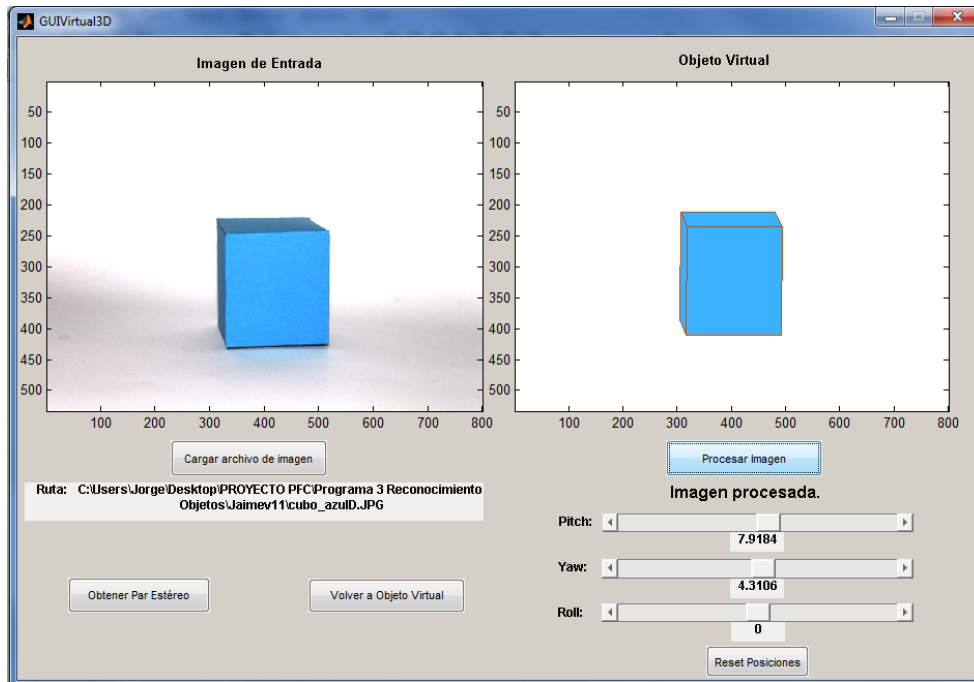 GUIVirtual3D
Imagen de Entrada
50
100
150
200
250
300
350
400
450
500
100 200 300 400 500 600 700 800
Objeto Virtual
50
100
150
200
250
300
350
400
450
500
100 200 300 400 500 600 700 800
Cargar archivo de imagen
Ruta: C:\Users\Jorge\Desktop\PROYECTO PFC\Programa 3 Reconocimiento
Objetos\Jaimev11\cubo_azulD.JPG
Obtener Par Estéreo
Volver a Objeto Virtual
Procesar Imagen
Imagen procesada.
Pitch:
7.9184
Yaw:
4.3106
Roll:
0
Reset Posiciones